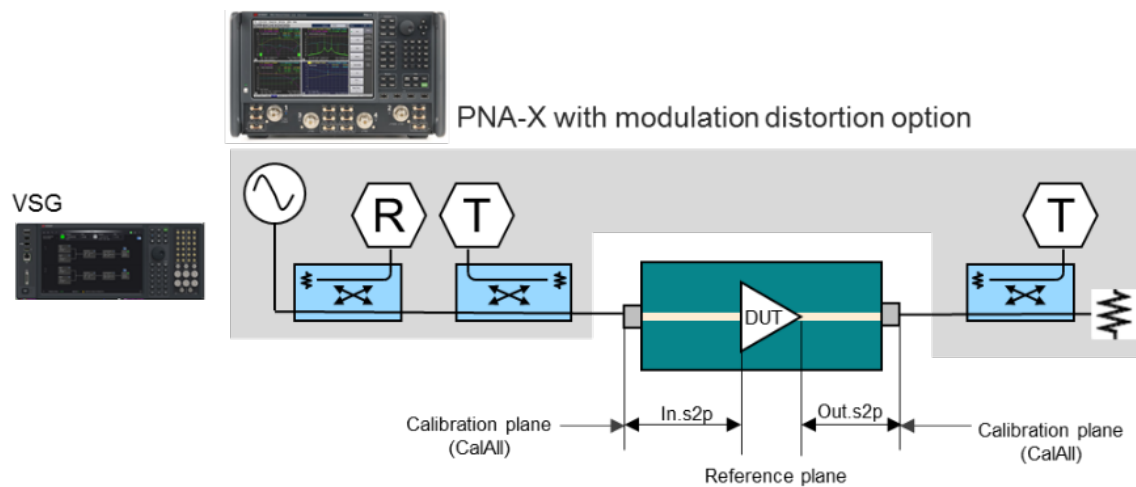 PNA-X with modulation distortion option
VSG
R
T
T
DUT
In.s2p
Out.s2p
Calibration plane
(CalAll)
Calibration plane
(CalAll)
Reference plane